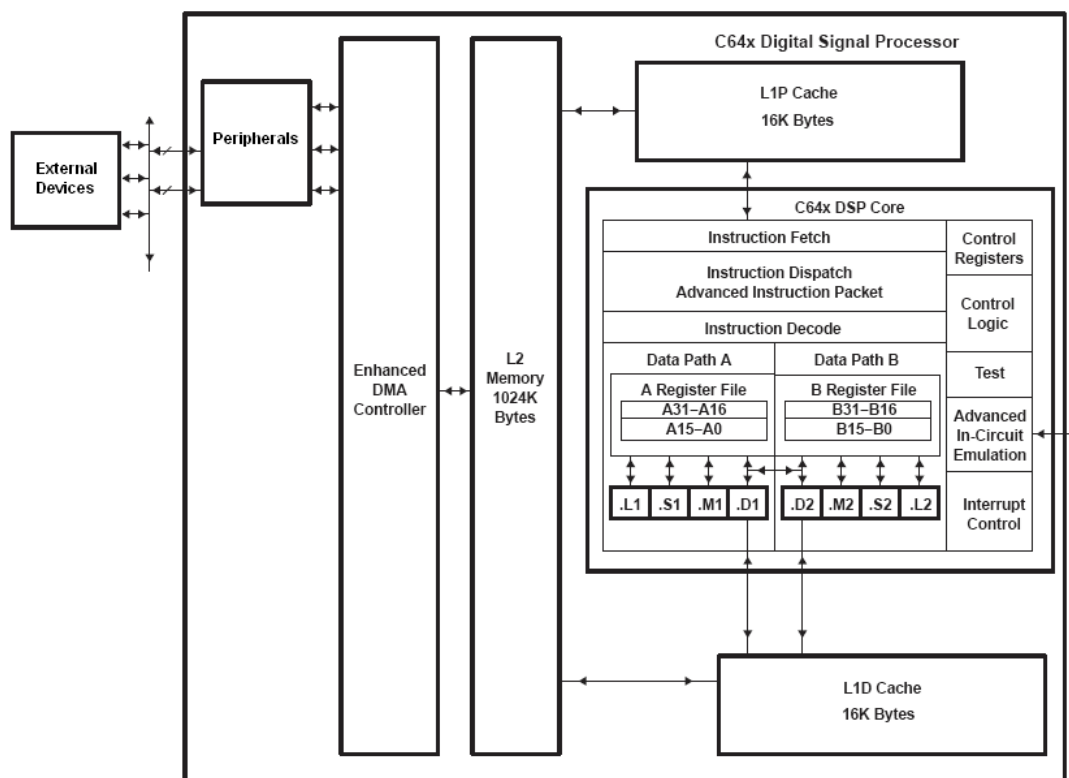 C64x Digital Signal Processor
L1P Cache
16K Bytes
Peripherals
External
Devices
Enhanced
DMA
Controller
L2
Memory
1024K
Bytes
C64x DSP Core
Instruction Fetch
Instruction Dispatch
Advanced Instruction Packet
Instruction Decode
Data Path A
Data Path B
A Register File
A31–A16
A15–A0
B Register File
B31–B16
B15–B0
.L1
.S1
.M1
.D1
.D2
.M2
.S2
.L2
Control
Registers
Control
Logic
Test
Advanced
In-Circuit
Emulation
Interrupt
Control
L1D Cache
16K Bytes